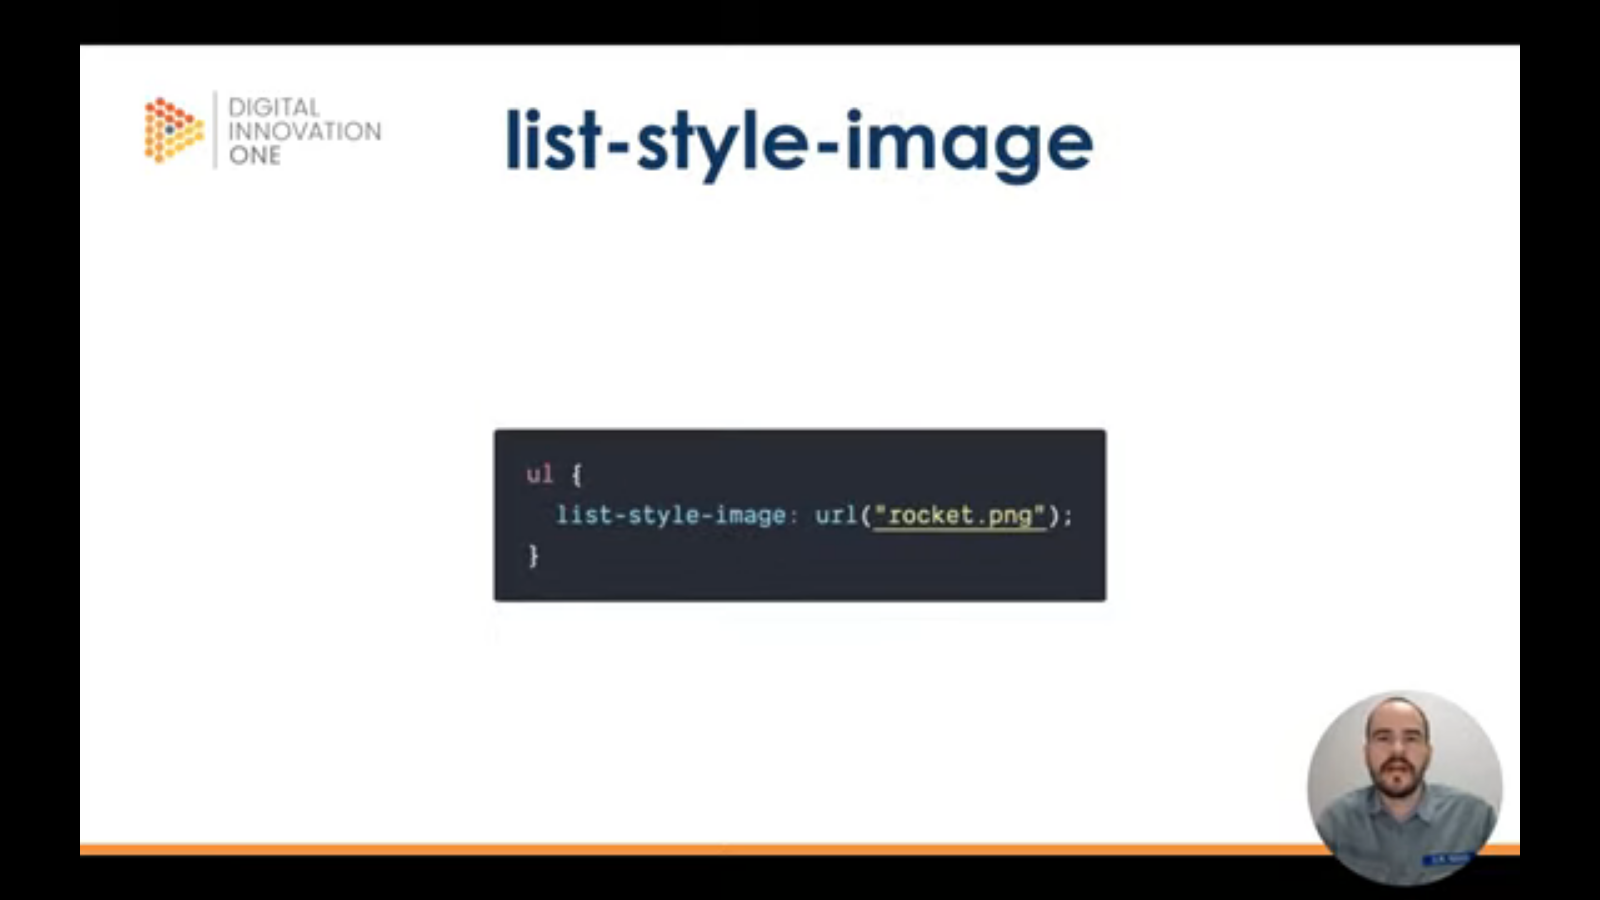 DIGITAL
INNOVATION
ONE
list-style-image
ul {
list-style-image: url("rocket.png");
}